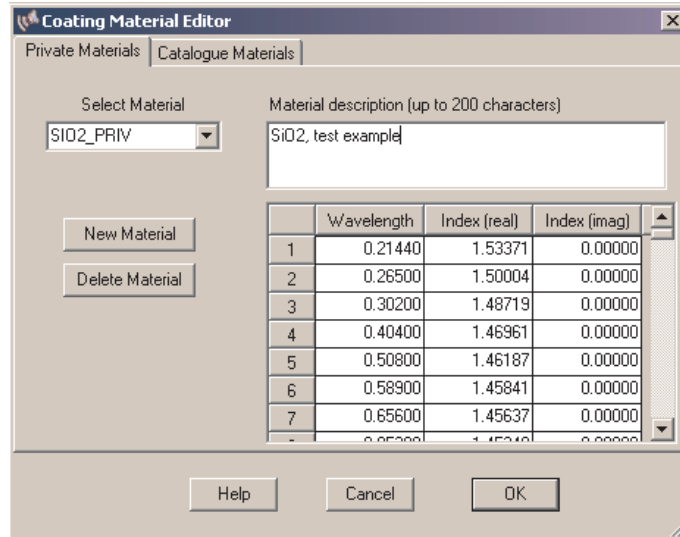 Coating Material Editor
Private Materials Catalogue Materials
Select Material Material description (up to 200 characters)
SIO2_PRIV SiO2, test example
New Material
Delete Material
Wavelength Index (real) Index (imag)
1 0.21440 1.53371 0.00000
2 0.26500 1.50004 0.00000
3 0.30200 1.48719 0.00000
4 0.40400 1.46961 0.00000
5 0.50800 1.46187 0.00000
6 0.58900 1.45841 0.00000
7 0.65600 1.45637 0.00000
Help Cancel OK